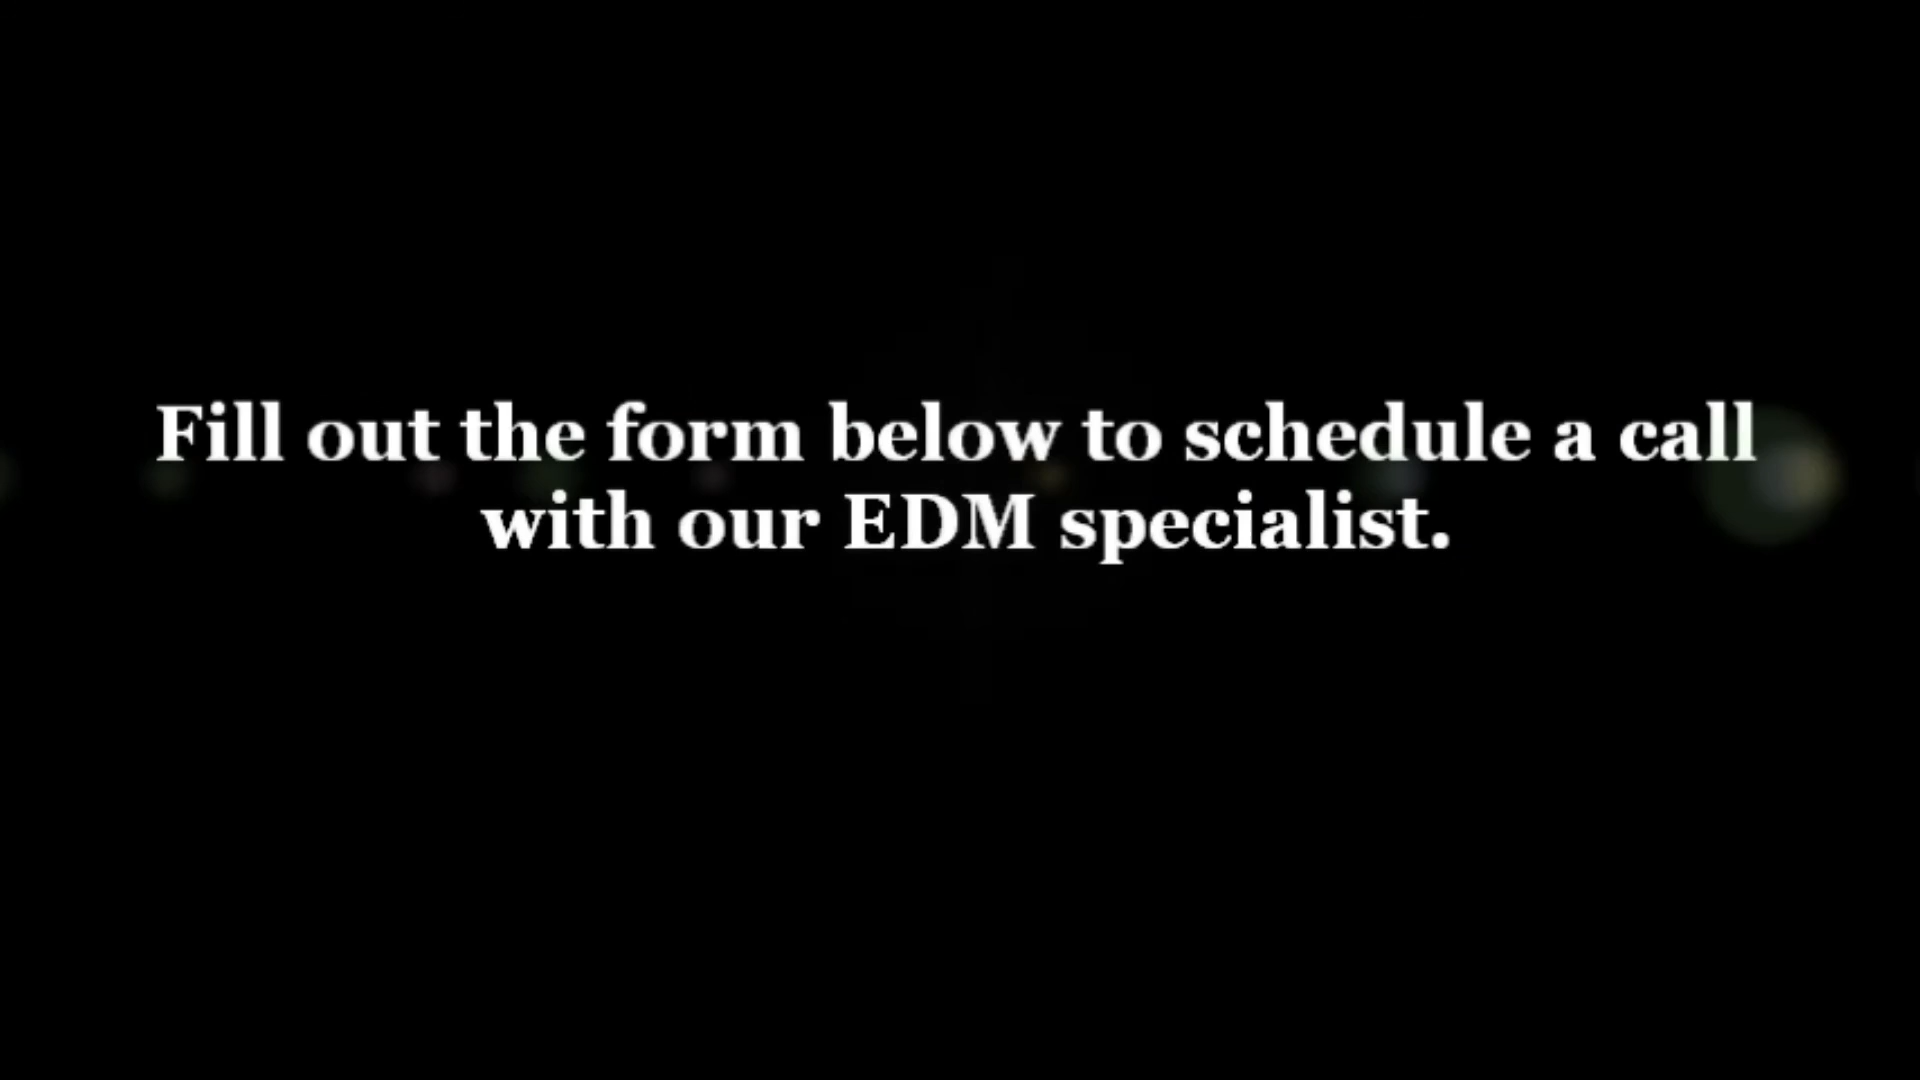 Fill out the form below to schedule a call
with our EDM specialist.